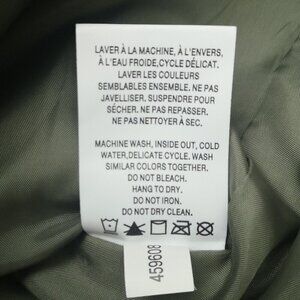 LAVER À LA MACHINE, À L'ENVERS,
À L'EAU FROIDE,CYCLE DÉLICAT.
LAVER LES COULEURS
SEMBLABLES ENSEMBLE. NE PAS
JAVELLISER. SUSPENDRE POUR
SÉCHER. NE PAS REPASSER.
NE PAS NETTOYER À SEC.
MACHINE WASH, INSIDE OUT, COLD
WATER,DELICATE CYCLE. WASH
SIMILAR COLORS TOGETHER.
DO NOT BLEACH.
HANG TO DRY.
DO NOT IRON.
DO NOT DRY CLEAN.
459608